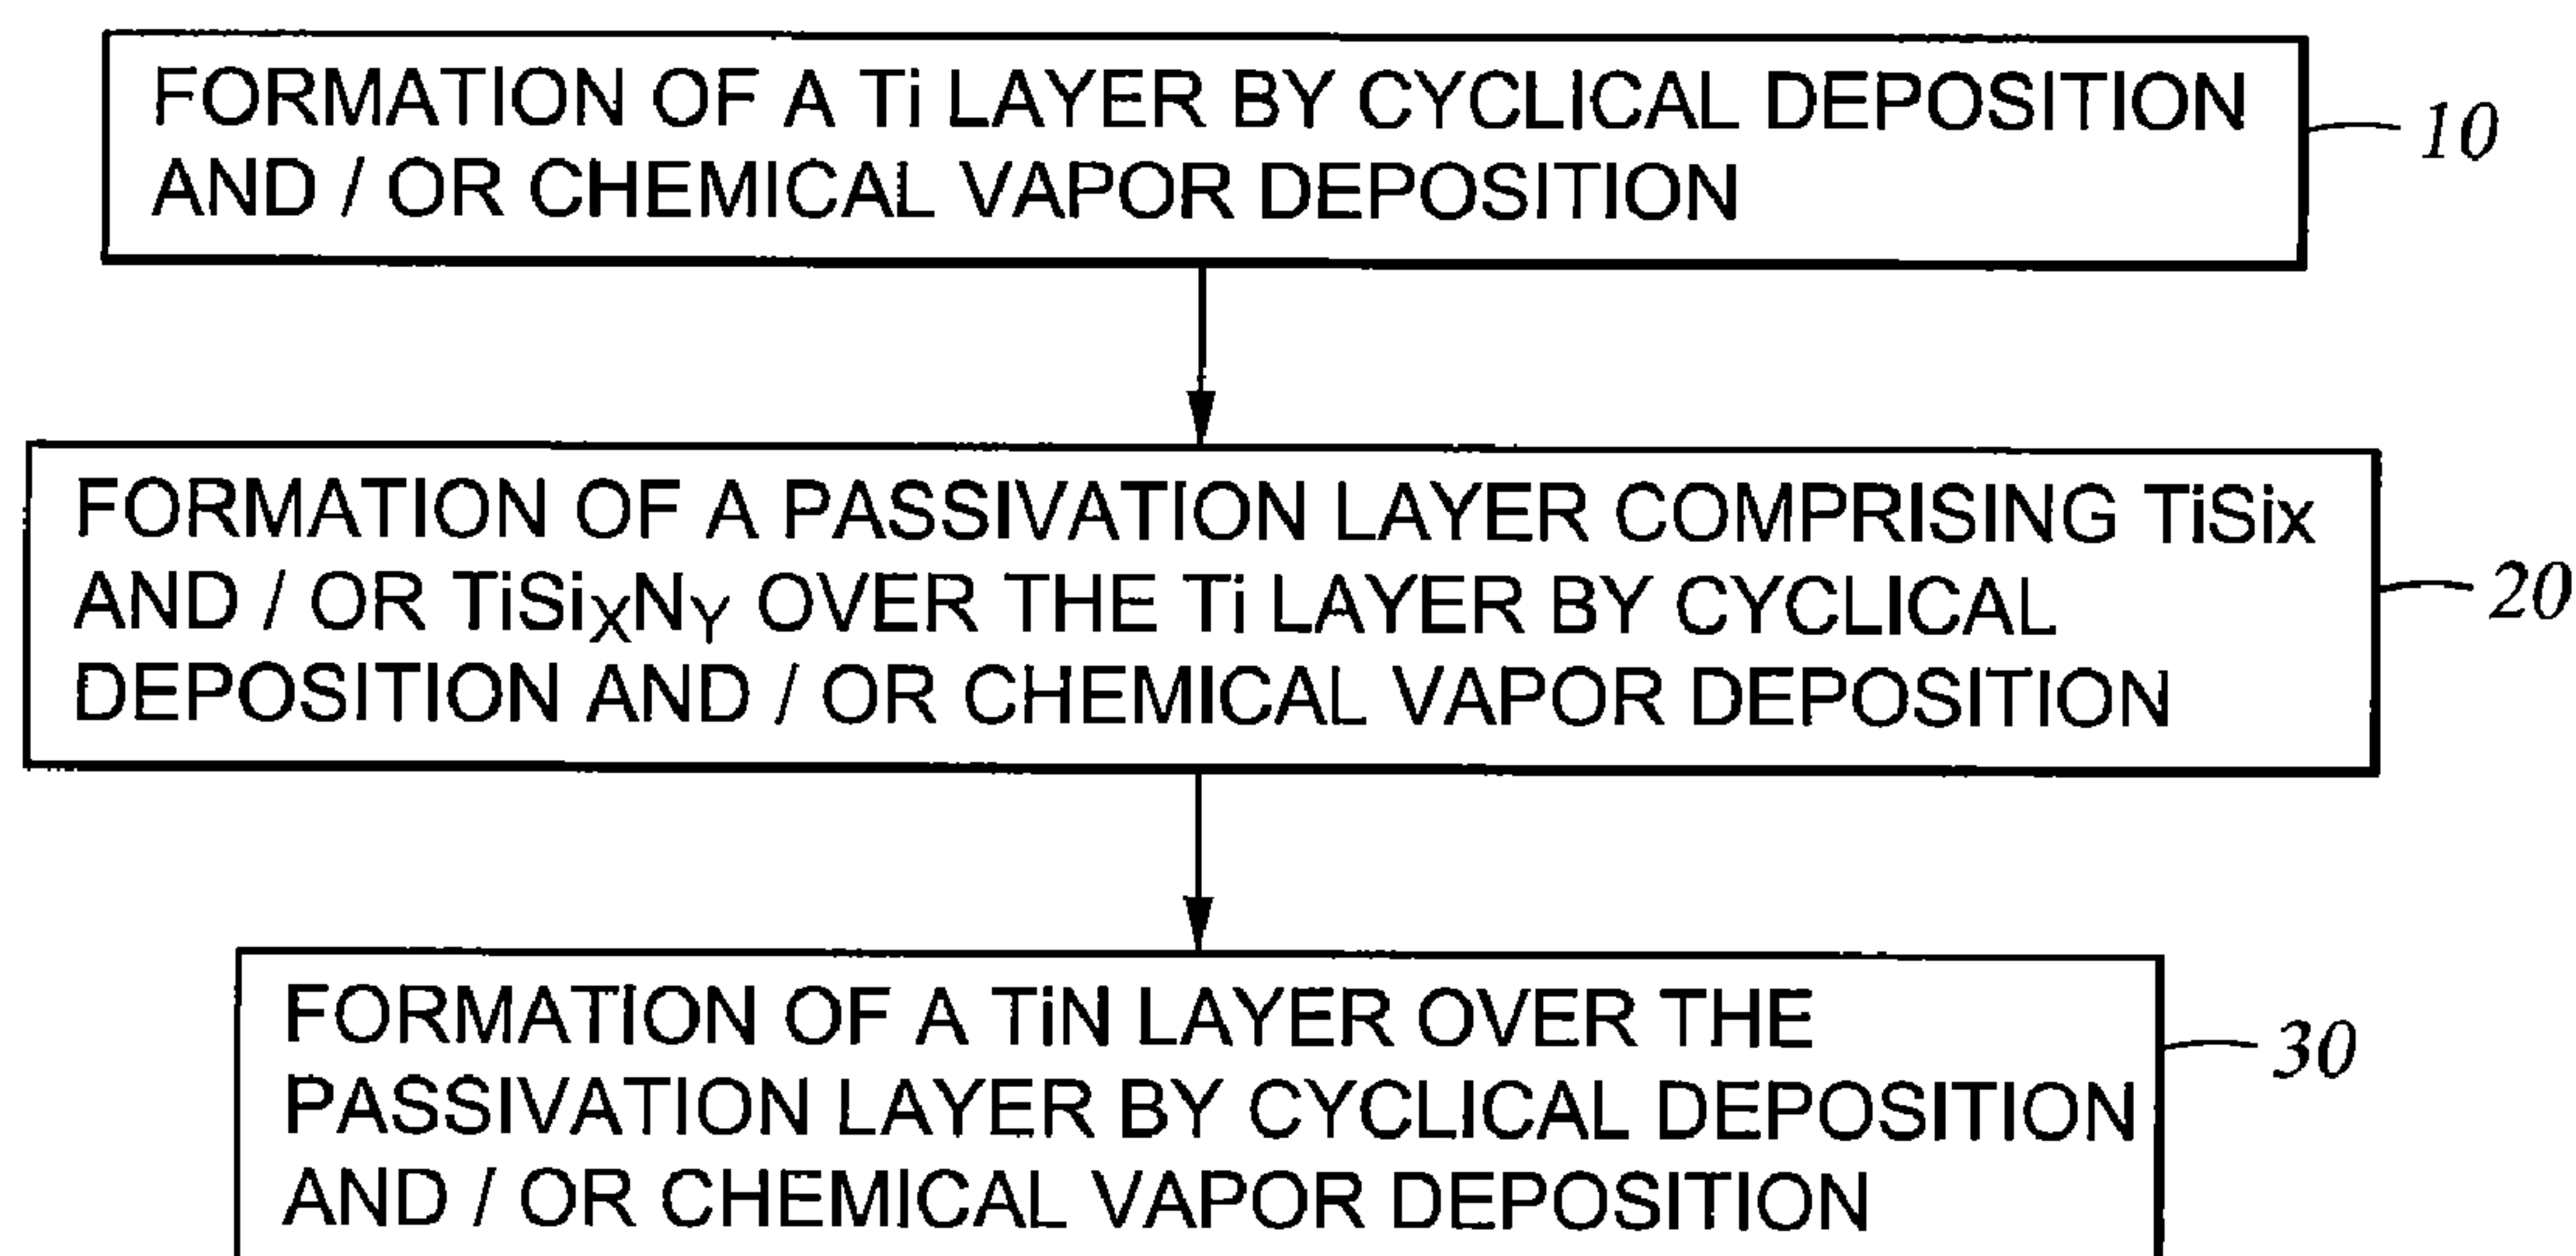 FORMATION OF A Ti LAYER BY CYCLICAL DEPOSITION
AND / OR CHEMICAL VAPOR DEPOSITION
10
FORMATION OF A PASSIVATION LAYER COMPRISING TiSix
AND / OR TiSiXNY OVER THE Ti LAYER BY CYCLICAL
DEPOSITION AND / OR CHEMICAL VAPOR DEPOSITION
20
FORMATION OF A TiN LAYER OVER THE
PASSIVATION LAYER BY CYCLICAL DEPOSITION
AND / OR CHEMICAL VAPOR DEPOSITION
30